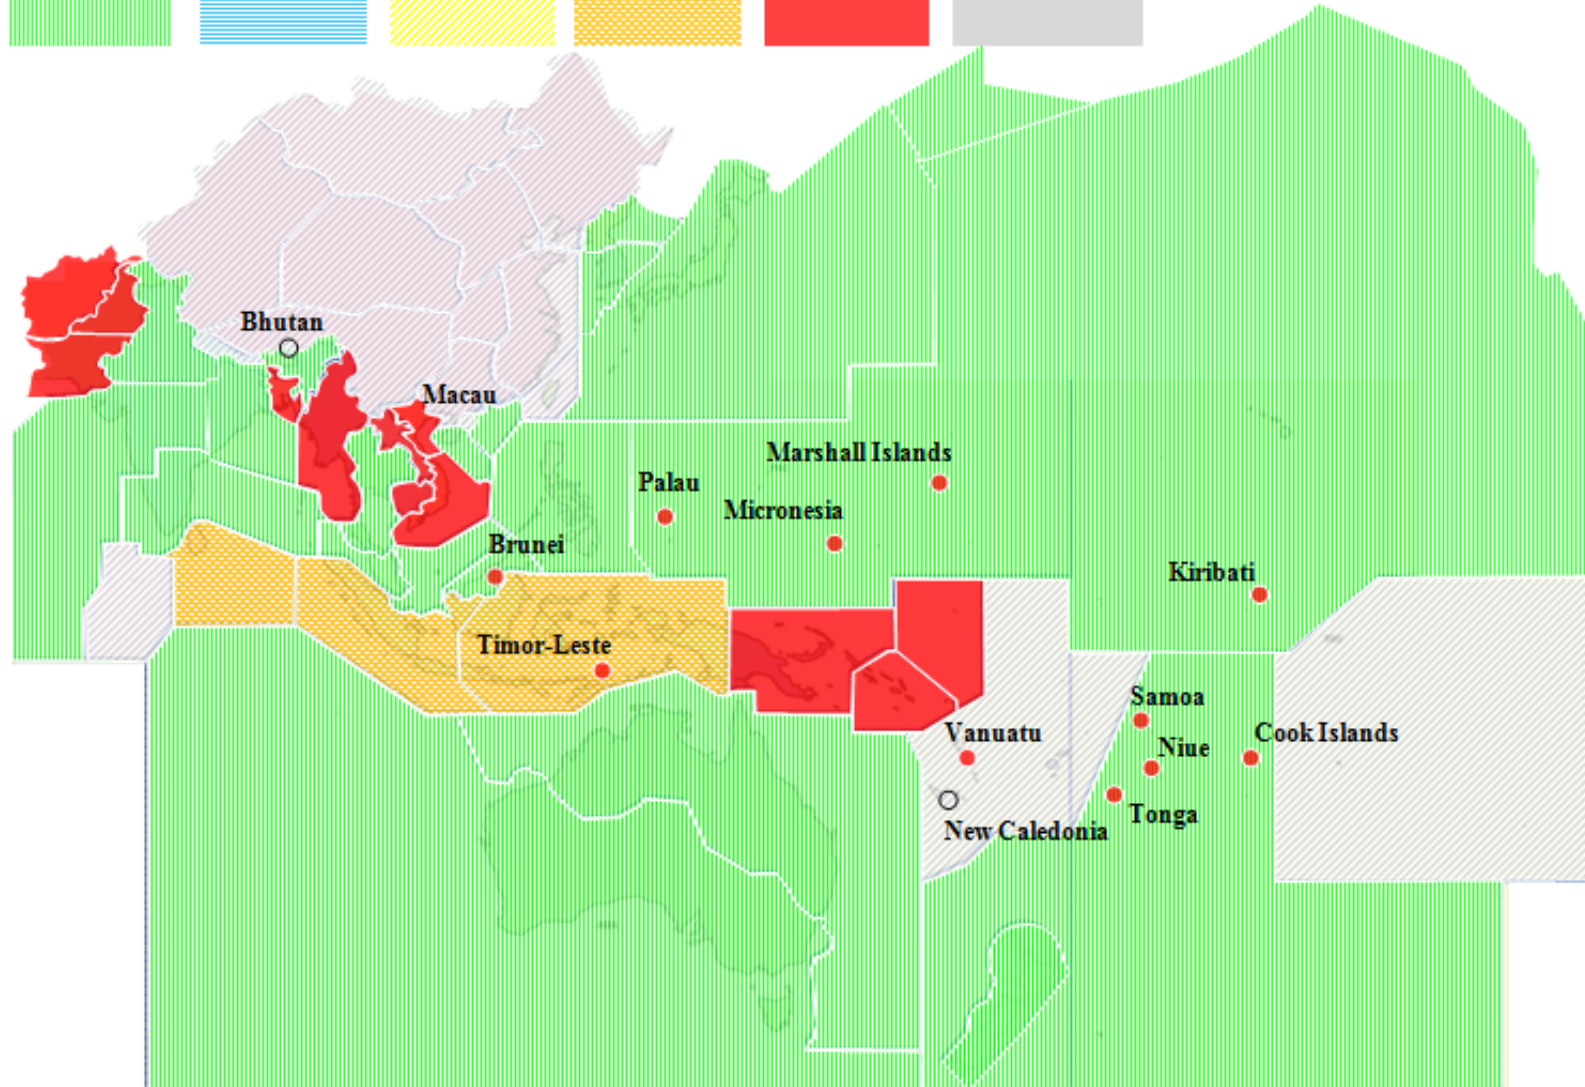 Bhutan
Macau
Marshall Islands
Palau
Micronesia
Brunei
Kiribati
Timor-Leste
Samoa
Vanuatu
Niue
Cook Islands
Tonga
New Caledonia